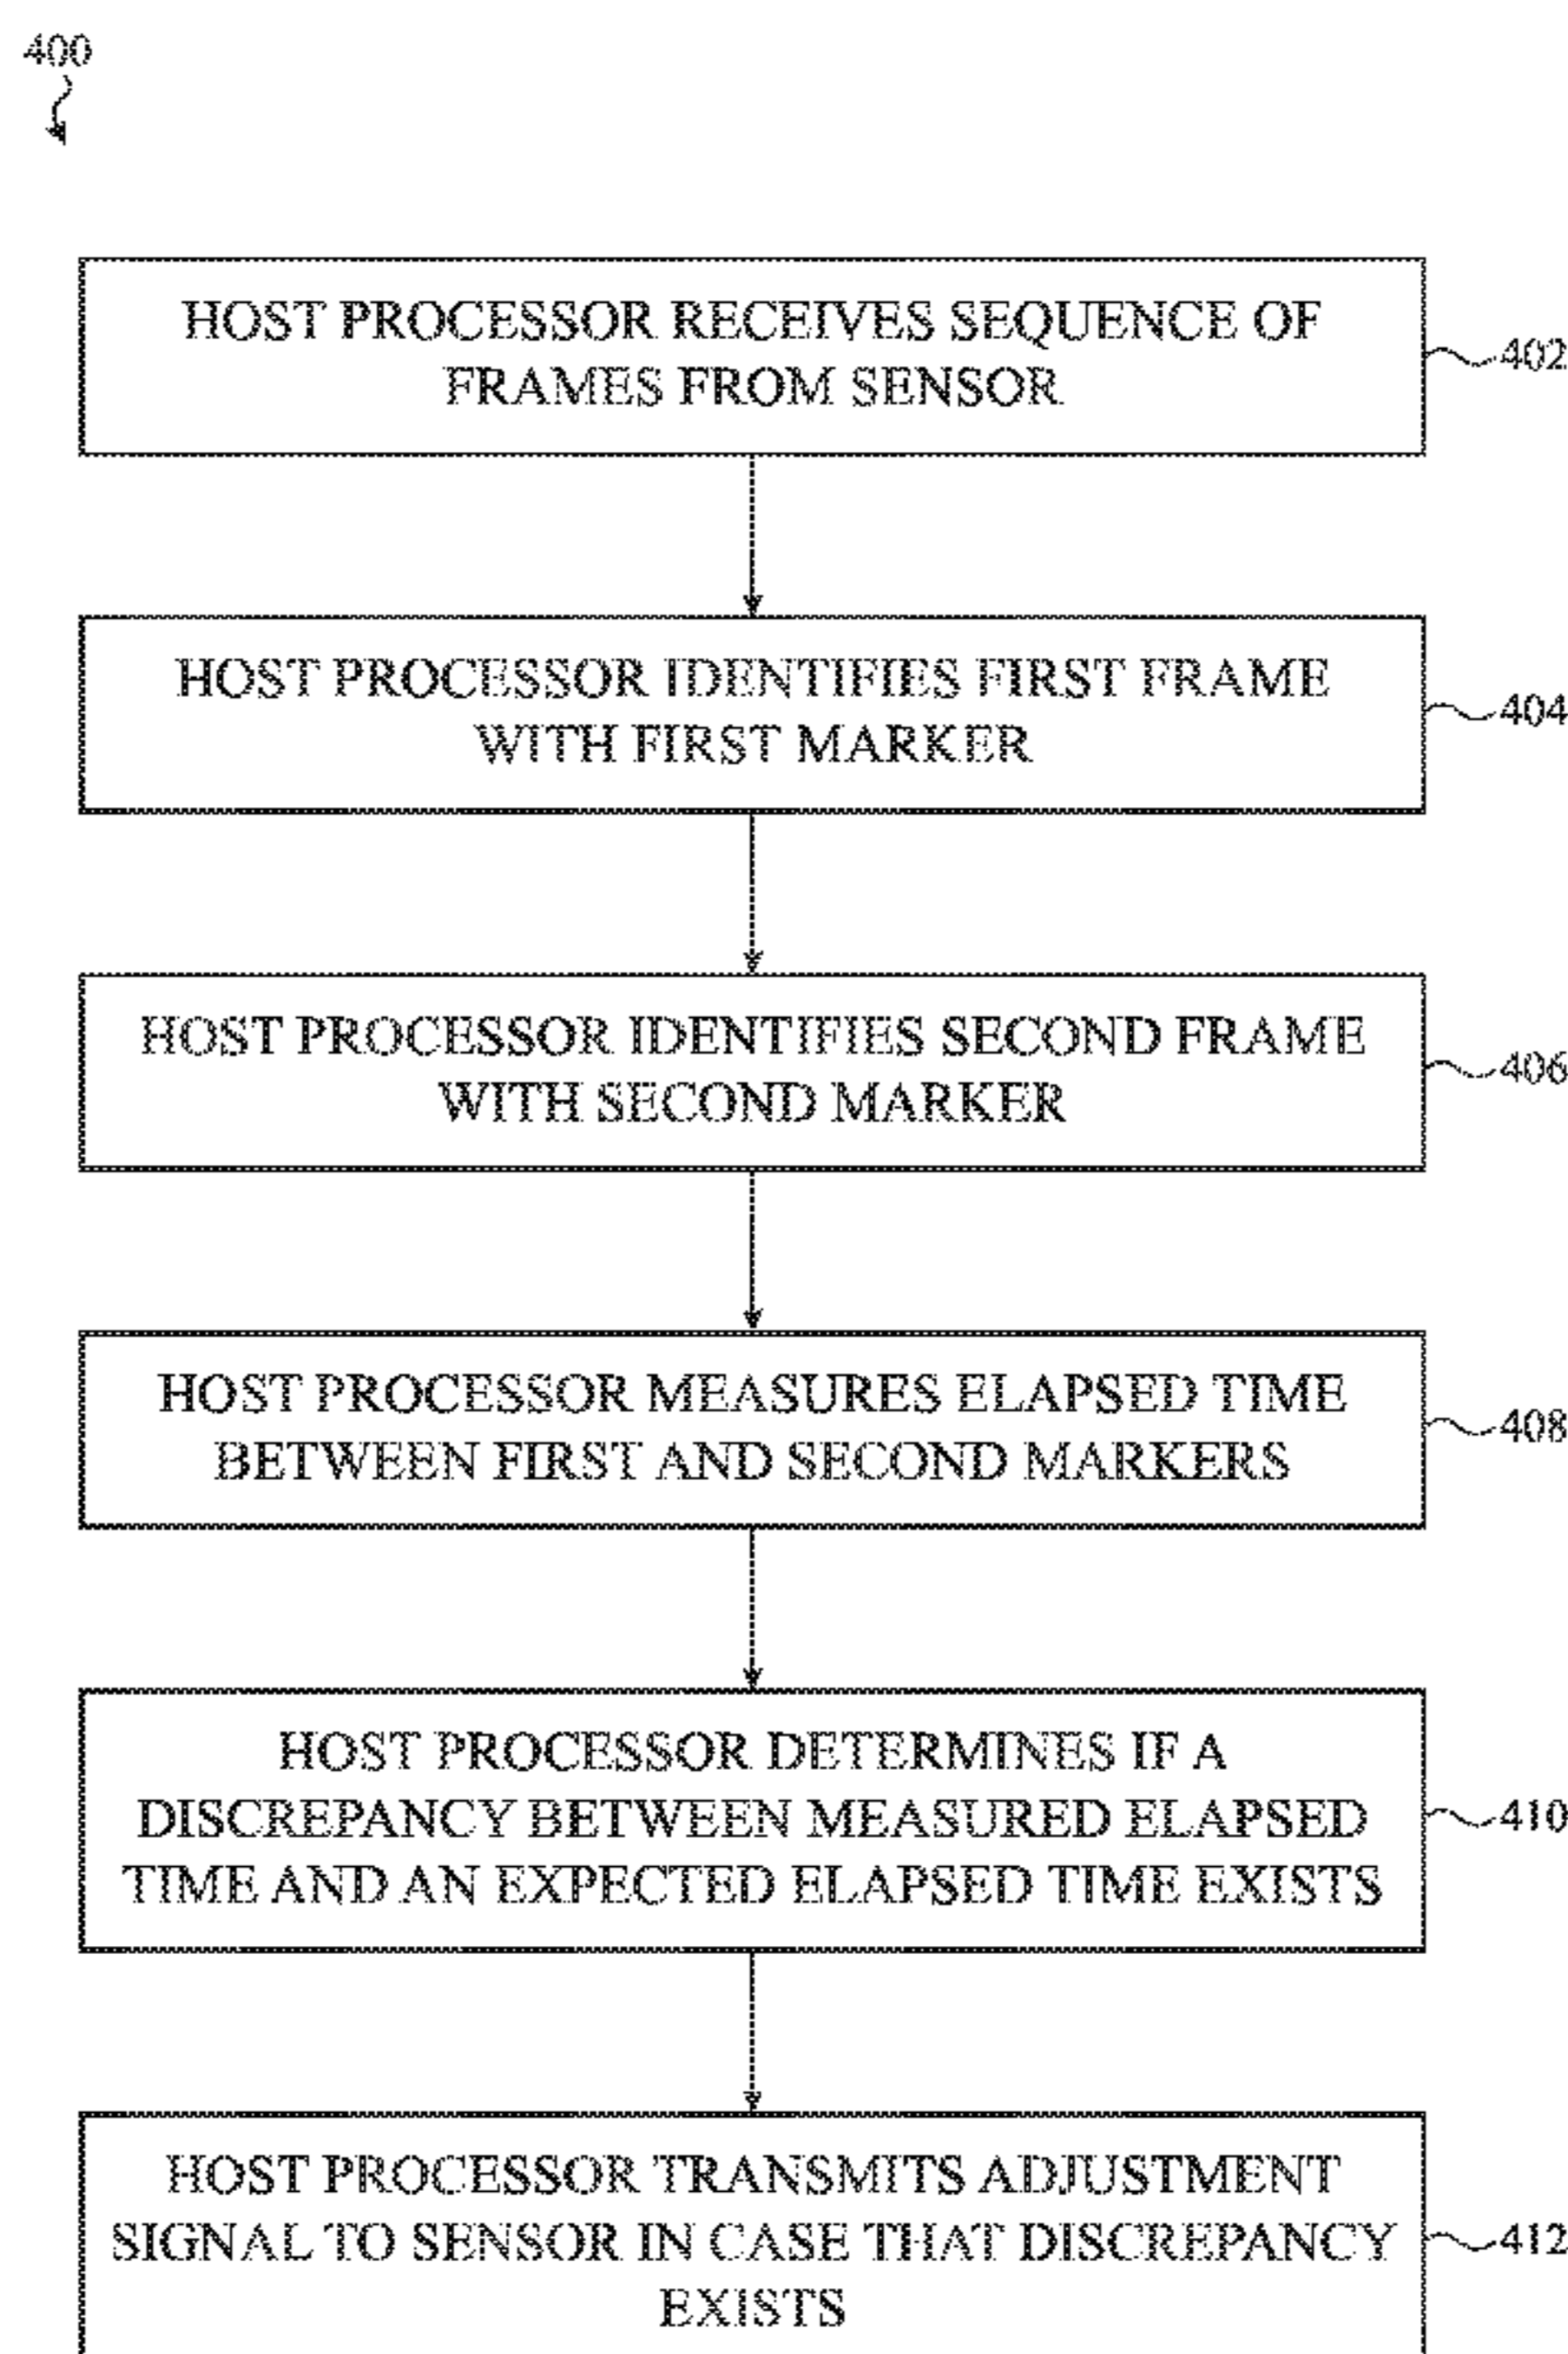 400
HOST PROCESSOR RECEIVES SEQUENCE OF
FRAMES FROM SENSOR
402
HOST PROCESSOR IDENTIFIES FIRST FRAME
WITH FIRST MARKER
404
HOST PROCESSOR IDENTIFIES SECOND FRAME
WITH SECOND MARKER
406
HOST PROCESSOR MEASURES ELAPSED TIME
BETWEEN FIRST AND SECOND MARKERS
408
HOST PROCESSOR DETERMINES IF A
DISCREPANCY BETWEEN MEASURED ELAPSED
TIME AND AN EXPECTED ELAPSED TIME EXISTS
410
HOST PROCESSOR TRANSMITS ADJUSTMENT
SIGNAL TO SENSOR IN CASE THAT DISCREPANCY
EXISTS
412